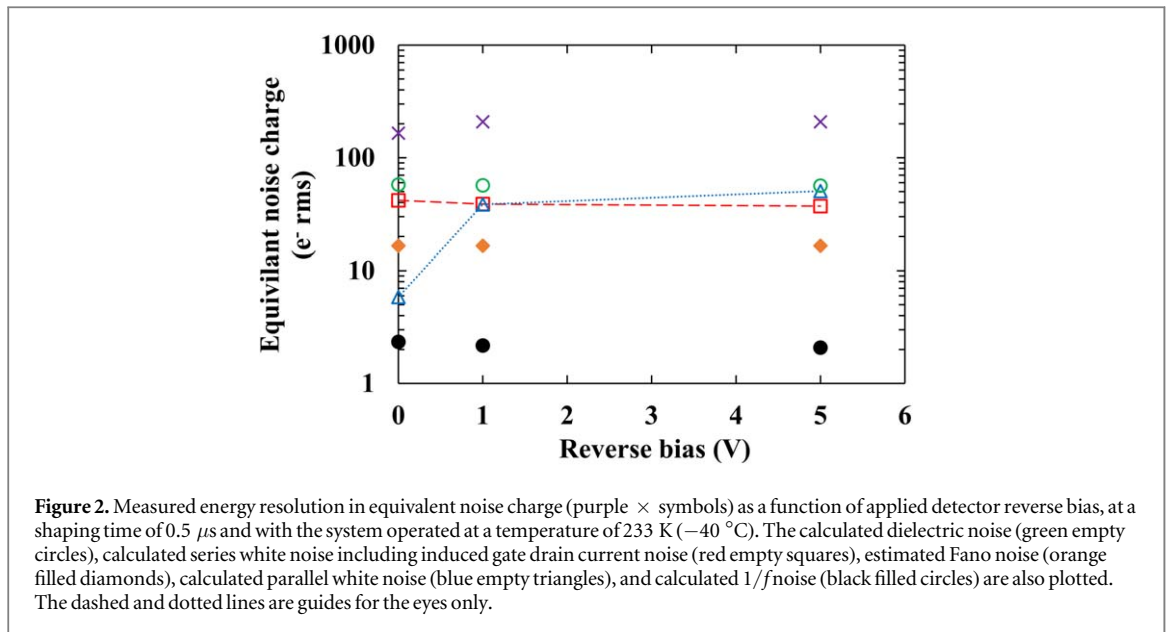 1000
100
10
1
Equivilant noise charge
(e⁻ rms)
0 1 2 3 4 5 6
Reverse bias (V)
Figure 2. Measured energy resolution in equivalent noise charge (purple × symbols) as a function of applied detector reverse bias, at a
shaping time of 0.5 μs and with the system operated at a temperature of 233 K (−40 °C). The calculated dielectric noise (green empty
circles), calculated series white noise including induced gate drain current noise (red empty squares), estimated Fano noise (orange
filled diamonds), calculated parallel white noise (blue empty triangles), and calculated 1/f noise (black filled circles) are also plotted.
The dashed and dotted lines are guides for the eyes only.